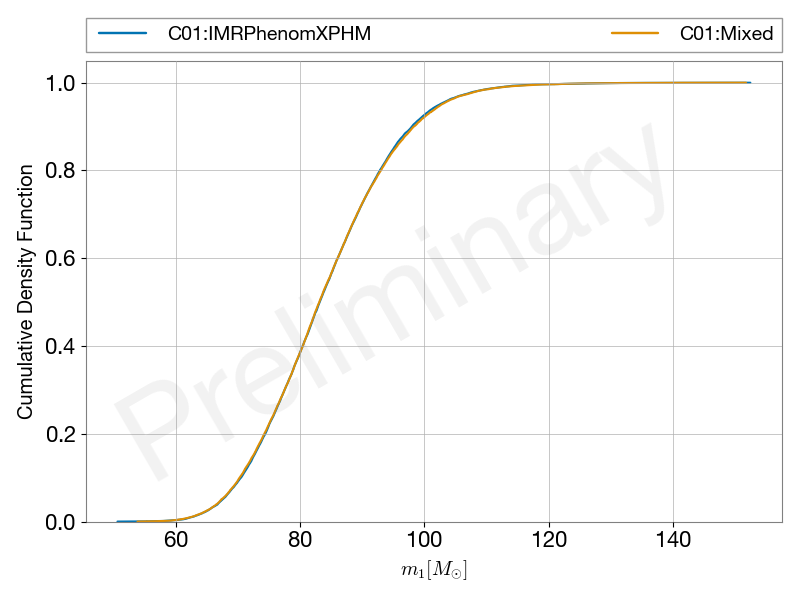 C01:IMRPhenomXPHM C01:Mixed
1.0
0.8
0.6
0.4
0.2
0.0
Cumulative Density Function
Preliminary
60 80 100 120 140
m₁[M☉]